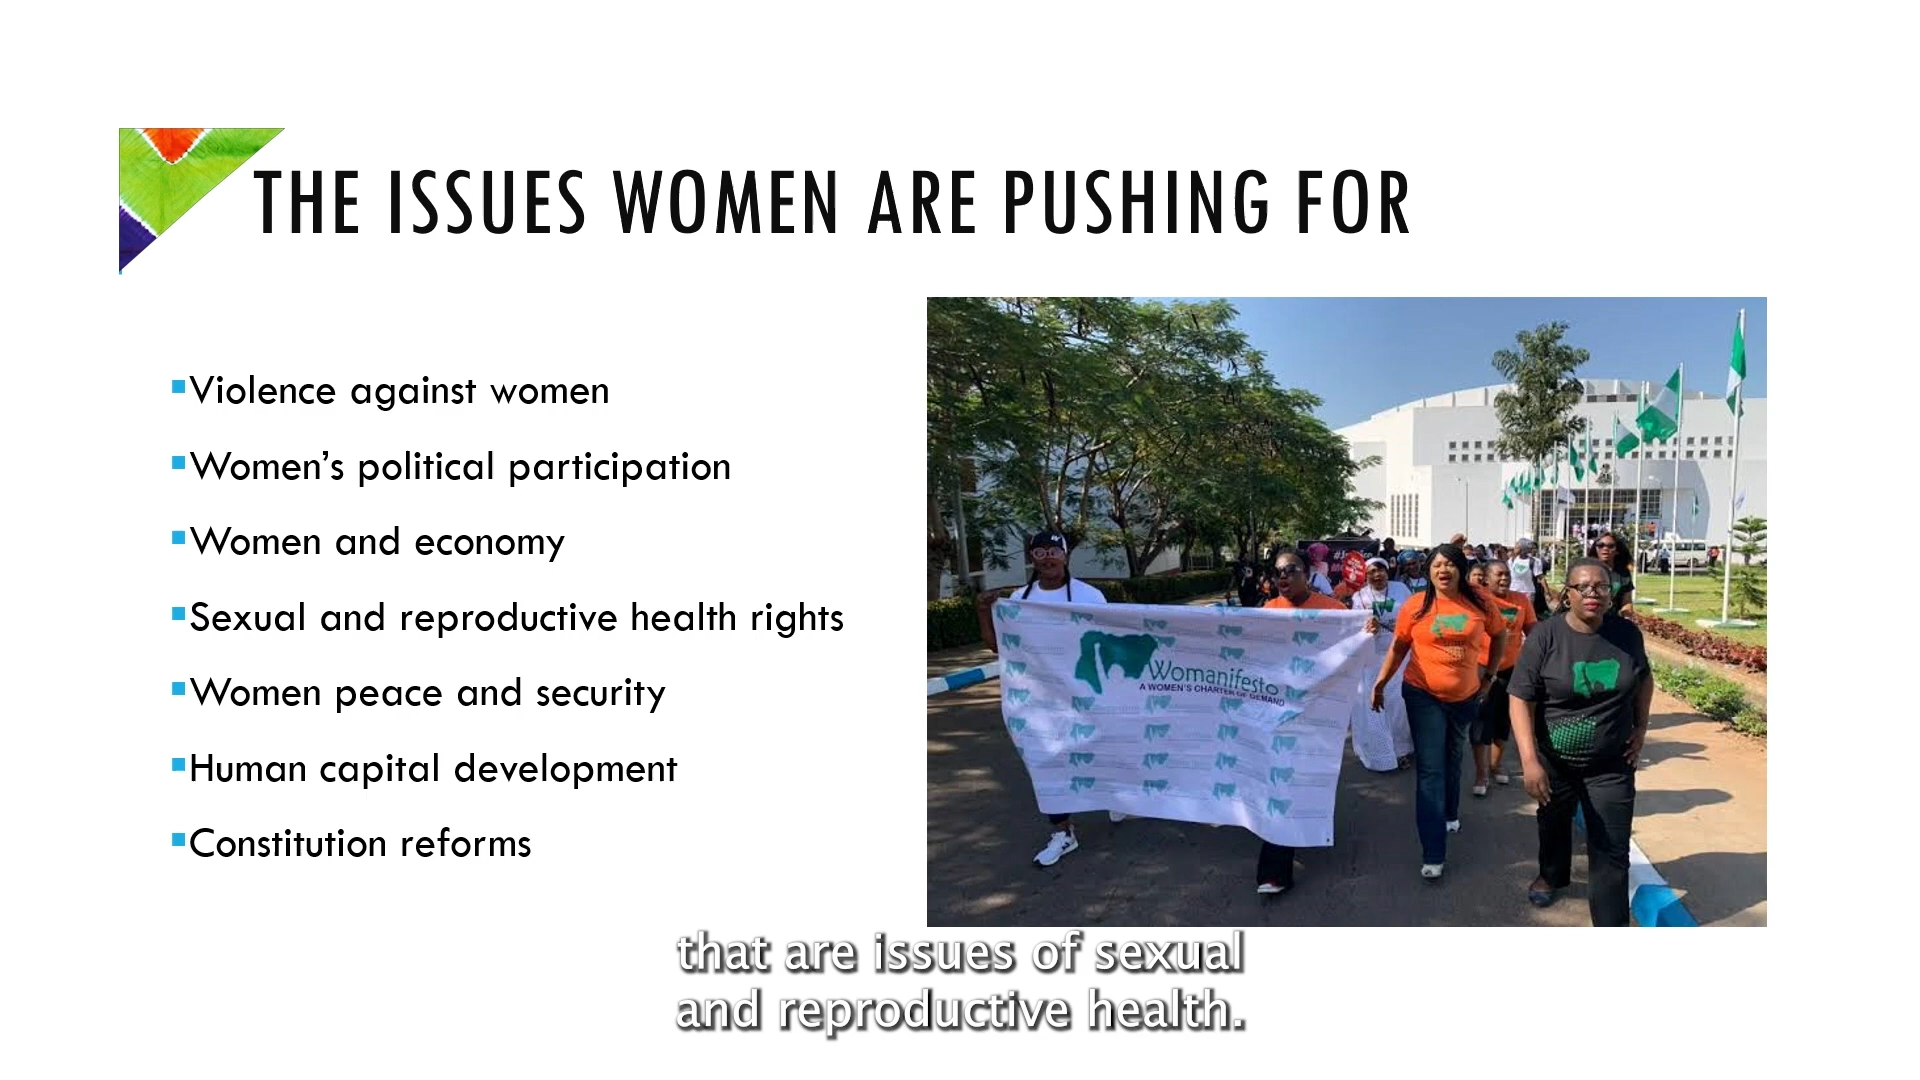 THE ISSUES WOMEN ARE PUSHING FOR
Violence against women
Women’s political participation
Women and economy
Sexual and reproductive health rights
Women peace and security
Human capital development
Constitution reforms
Womanifesto
A WOMEN'S CHARTER OF DEMAND
that are issues of sexual
and reproductive health.